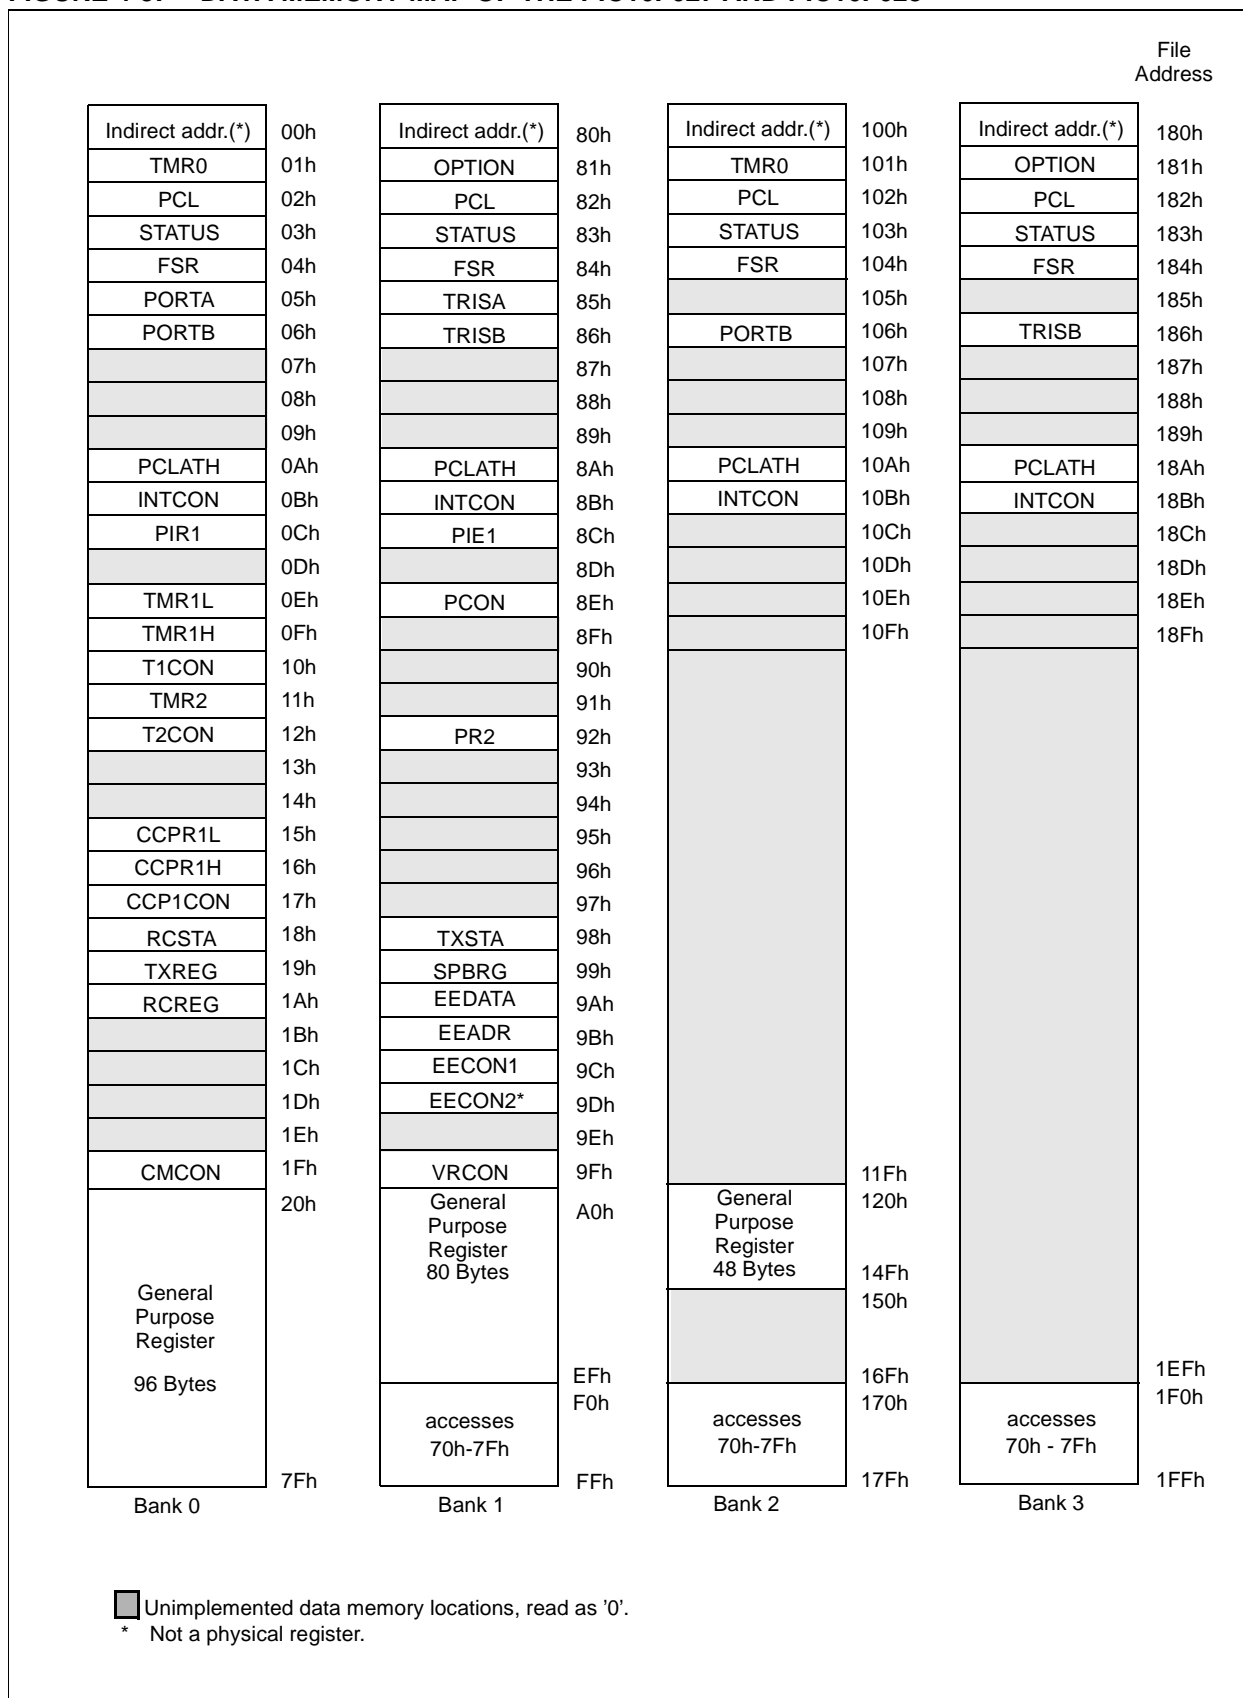 File
Address
Indirect addr.(*) 00h Indirect addr.(*) 80h Indirect addr.(*) 100h Indirect addr.(*) 180h
TMR0 01h OPTION 81h TMR0 101h OPTION 181h
PCL 02h PCL 82h PCL 102h PCL 182h
STATUS 03h STATUS 83h STATUS 103h STATUS 183h
FSR 04h FSR 84h FSR 104h FSR 184h
PORTA 05h TRISA 85h 105h 185h
PORTB 06h TRISB 86h PORTB 106h TRISB 186h
07h 87h 107h 187h
08h 88h 108h 188h
09h 89h 109h 189h
PCLATH 0Ah PCLATH 8Ah PCLATH 10Ah PCLATH 18Ah
INTCON 0Bh INTCON 8Bh INTCON 10Bh INTCON 18Bh
PIR1 0Ch PIE1 8Ch 10Ch 18Ch
0Dh 8Dh 10Dh 18Dh
TMR1L 0Eh PCON 8Eh 10Eh 18Eh
TMR1H 0Fh 8Fh 10Fh 18Fh
T1CON 10h 90h
TMR2 11h 91h
T2CON 12h PR2 92h
13h 93h
14h 94h
CCPR1L 15h 95h
CCPR1H 16h 96h
CCP1CON 17h 97h
RCSTA 18h TXSTA 98h
TXREG 19h SPBRG 99h
RCREG 1Ah EEDATA 9Ah
1Bh EEADR 9Bh
1Ch EECON1 9Ch
1Dh EECON2* 9Dh
1Eh 9Eh
CMCON 1Fh VRCON 9Fh 11Fh
20h General A0h General 120h
Purpose Purpose
Register Register
80 Bytes 48 Bytes 14Fh
General 150h
Purpose
Register
96 Bytes EFh 16Fh 1EFh
F0h 170h 1F0h
accesses accesses accesses
70h-7Fh 70h-7Fh 70h - 7Fh
7Fh FFh 17Fh 1FFh
Bank 0 Bank 1 Bank 2 Bank 3
Unimplemented data memory locations, read as '0'.
* Not a physical register.